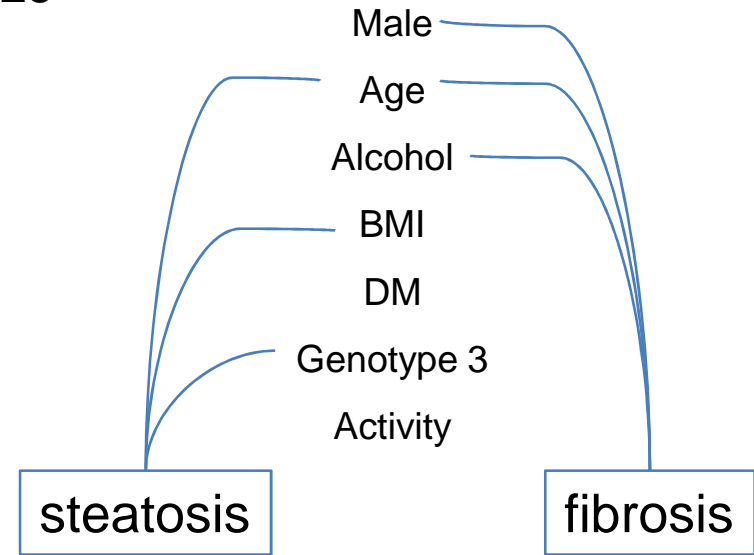 Male
Age
Alcohol
BMI
DM
Genotype 3
Activity
steatosis
fibrosis